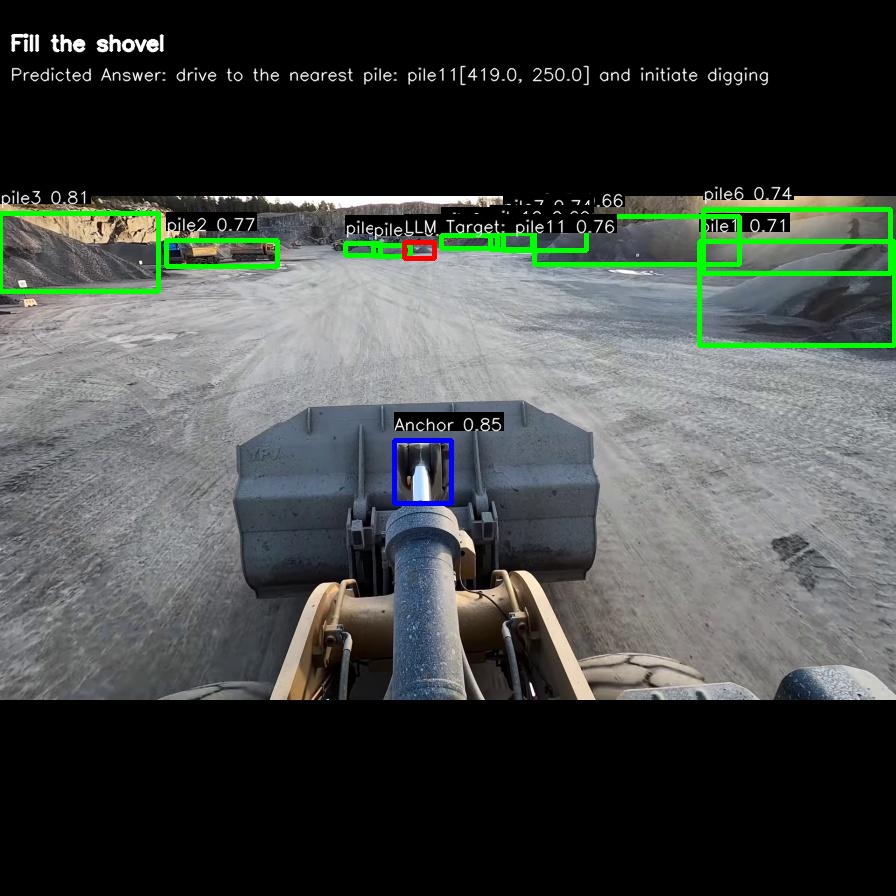 Fill the shovel
Predicted Answer: drive to the nearest pile: pile11[419.0, 250.0] and initiate digging
pile3 0.81
pile6 0.74
pile2 0.77
LLM Target: pile11 0.76
pile1 0.71
Anchor 0.85